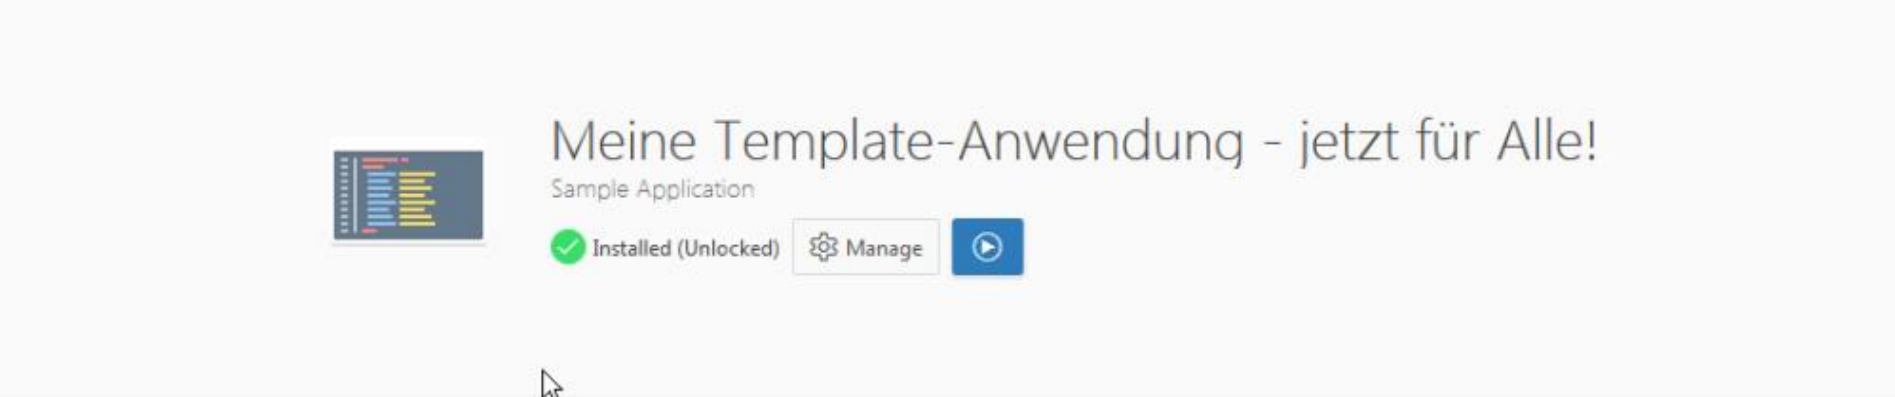 Meine Template-Anwendung - jetzt für Alle!
Sample Application
Installed (Unlocked) Manage